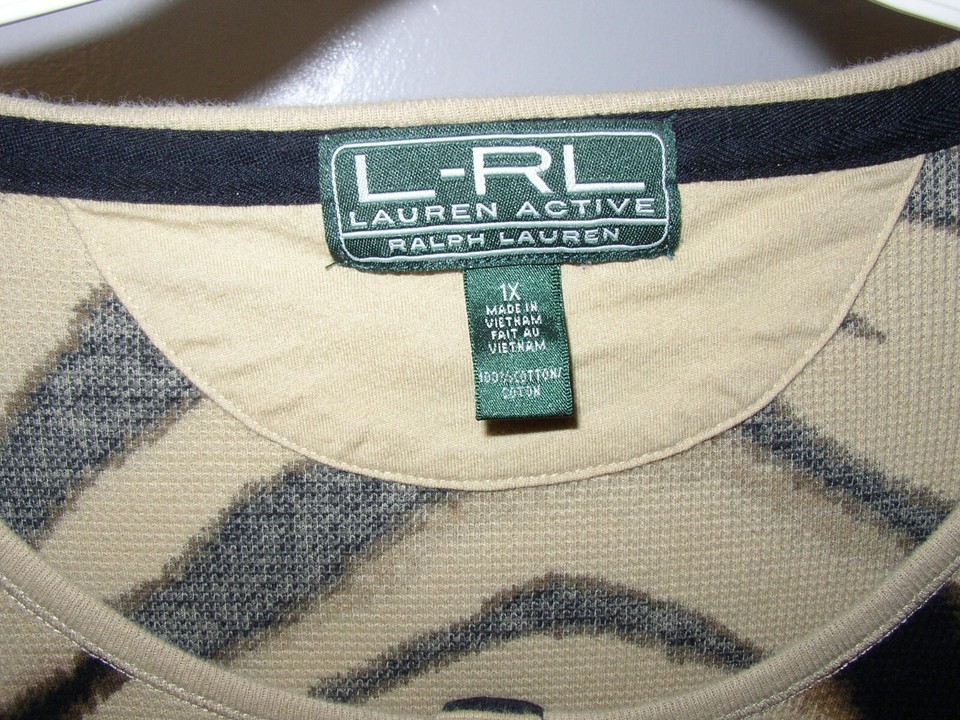 L-RL
LAUREN ACTIVE
RALPH LAUREN
1X
MADE IN
VIETNAM
FAIT AU
VIETNAM
100% COTTON/
COTON